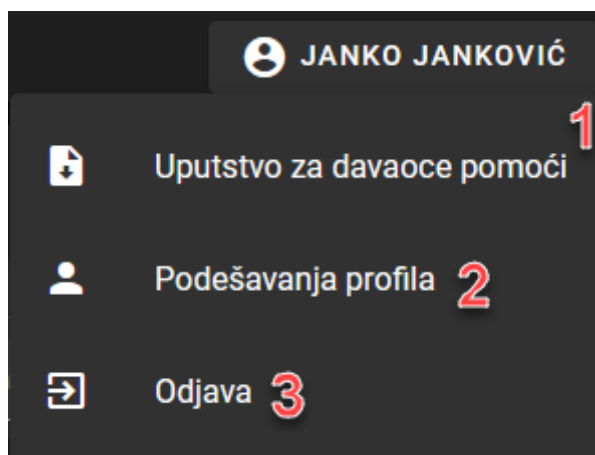 JANKO JANKOVIĆ
1
Uputstvo za davaoce pomoći
Podešavanja profila 2
Odjava 3